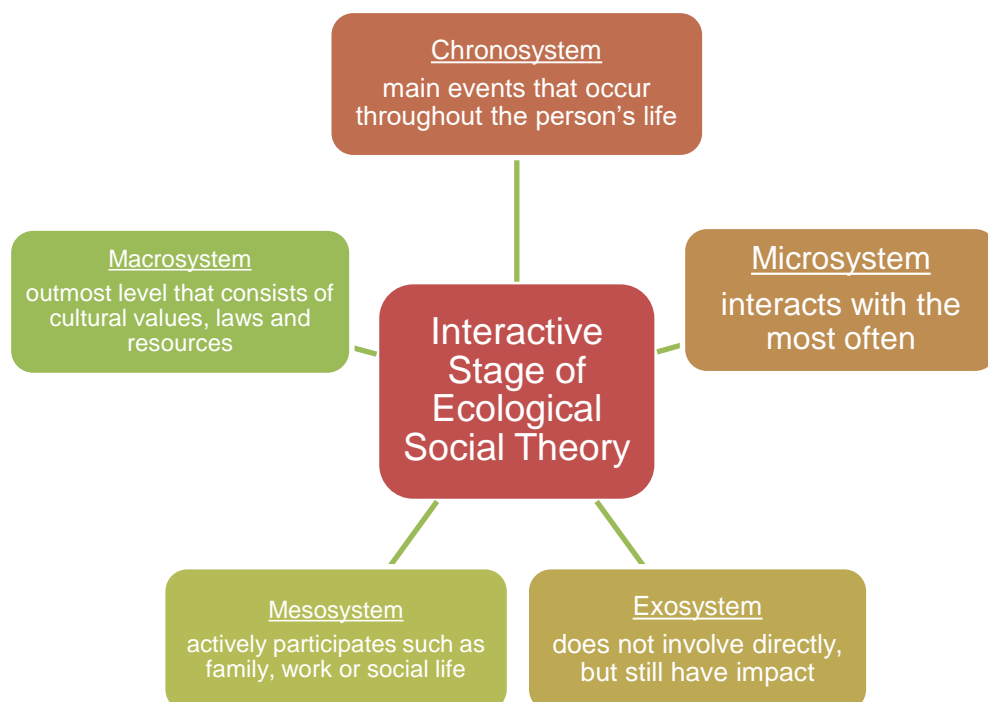 Chronosystem
main events that occur
throughout the person's life
Macrosystem
outmost level that consists of
cultural values, laws and
resources
Microsystem
interacts with the
most often
Interactive
Stage of
Ecological
Social Theory
Mesosystem
actively participates such as
family, work or social life
Exosystem
does not involve directly,
but still have impact